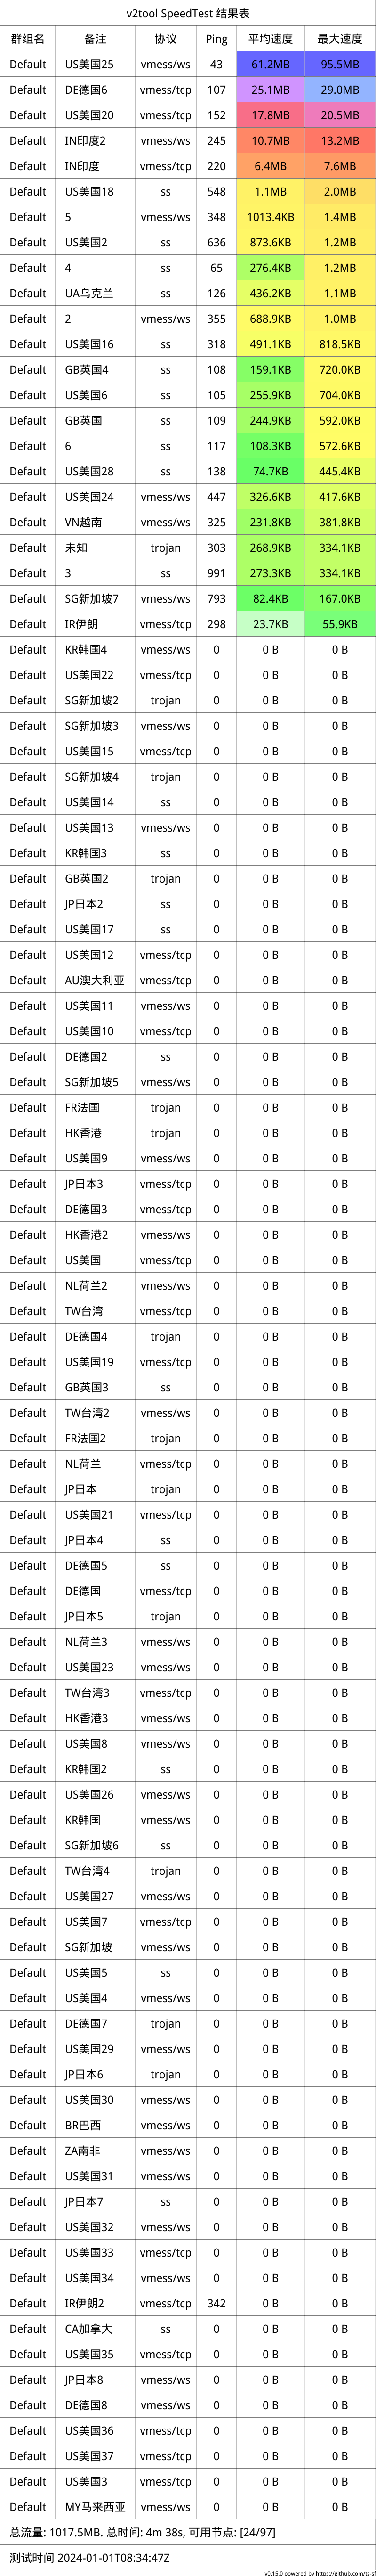 v2tool SpeedTest 结果表
群组名 备注 协议 Ping 平均速度 最大速度
Default US美国25 vmess/ws 43 61.2MB 95.5MB
Default DE德国6 vmess/tcp 107 25.1MB 29.0MB
Default US美国20 vmess/tcp 152 17.8MB 20.5MB
Default IN印度2 vmess/ws 245 10.7MB 13.2MB
Default IN印度 vmess/tcp 220 6.4MB 7.6MB
Default US美国18 ss 548 1.1MB 2.0MB
Default 5 vmess/ws 348 1013.4KB 1.4MB
Default US美国2 ss 636 873.6KB 1.2MB
Default 4 ss 65 276.4KB 1.2MB
Default UA乌克兰 ss 126 436.2KB 1.1MB
Default 2 vmess/ws 355 688.9KB 1.0MB
Default US美国16 ss 318 491.1KB 818.5KB
Default GB英国4 ss 108 159.1KB 720.0KB
Default US美国6 ss 105 255.9KB 704.0KB
Default GB英国 ss 109 244.9KB 592.0KB
Default 6 ss 117 108.3KB 572.6KB
Default US美国28 ss 138 74.7KB 445.4KB
Default US美国24 vmess/ws 447 326.6KB 417.6KB
Default VN越南 vmess/ws 325 231.8KB 381.8KB
Default 未知 trojan 303 268.9KB 334.1KB
Default 3 ss 991 273.3KB 334.1KB
Default SG新加坡7 vmess/ws 793 82.4KB 167.0KB
Default IR伊朗 vmess/tcp 298 23.7KB 55.9KB
Default KR韩国4 vmess/ws 0 0 B 0 B
Default US美国22 vmess/tcp 0 0 B 0 B
Default SG新加坡2 trojan 0 0 B 0 B
Default SG新加坡3 vmess/ws 0 0 B 0 B
Default US美国15 vmess/tcp 0 0 B 0 B
Default SG新加坡4 trojan 0 0 B 0 B
Default US美国14 ss 0 0 B 0 B
Default US美国13 vmess/ws 0 0 B 0 B
Default KR韩国3 ss 0 0 B 0 B
Default GB英国2 trojan 0 0 B 0 B
Default JP日本2 ss 0 0 B 0 B
Default US美国17 ss 0 0 B 0 B
Default US美国12 vmess/tcp 0 0 B 0 B
Default AU澳大利亚 vmess/tcp 0 0 B 0 B
Default US美国11 vmess/ws 0 0 B 0 B
Default US美国10 vmess/tcp 0 0 B 0 B
Default DE德国2 ss 0 0 B 0 B
Default SG新加坡5 vmess/ws 0 0 B 0 B
Default FR法国 trojan 0 0 B 0 B
Default HK香港 trojan 0 0 B 0 B
Default US美国9 vmess/ws 0 0 B 0 B
Default JP日本3 vmess/tcp 0 0 B 0 B
Default DE德国3 vmess/tcp 0 0 B 0 B
Default HK香港2 vmess/ws 0 0 B 0 B
Default US美国 vmess/tcp 0 0 B 0 B
Default NL荷兰2 vmess/ws 0 0 B 0 B
Default TW台湾 vmess/tcp 0 0 B 0 B
Default DE德国4 trojan 0 0 B 0 B
Default US美国19 vmess/tcp 0 0 B 0 B
Default GB英国3 ss 0 0 B 0 B
Default TW台湾2 vmess/ws 0 0 B 0 B
Default FR法国2 trojan 0 0 B 0 B
Default NL荷兰 vmess/tcp 0 0 B 0 B
Default JP日本 trojan 0 0 B 0 B
Default US美国21 vmess/tcp 0 0 B 0 B
Default JP日本4 ss 0 0 B 0 B
Default DE德国5 ss 0 0 B 0 B
Default DE德国 vmess/tcp 0 0 B 0 B
Default JP日本5 trojan 0 0 B 0 B
Default NL荷兰3 vmess/ws 0 0 B 0 B
Default US美国23 vmess/ws 0 0 B 0 B
Default TW台湾3 vmess/tcp 0 0 B 0 B
Default HK香港3 vmess/ws 0 0 B 0 B
Default US美国8 vmess/ws 0 0 B 0 B
Default KR韩国2 ss 0 0 B 0 B
Default US美国26 vmess/ws 0 0 B 0 B
Default KR韩国 vmess/ws 0 0 B 0 B
Default SG新加坡6 ss 0 0 B 0 B
Default TW台湾4 trojan 0 0 B 0 B
Default US美国27 vmess/ws 0 0 B 0 B
Default US美国7 vmess/tcp 0 0 B 0 B
Default SG新加坡 vmess/ws 0 0 B 0 B
Default US美国5 ss 0 0 B 0 B
Default US美国4 vmess/ws 0 0 B 0 B
Default DE德国7 trojan 0 0 B 0 B
Default US美国29 vmess/ws 0 0 B 0 B
Default JP日本6 trojan 0 0 B 0 B
Default US美国30 vmess/ws 0 0 B 0 B
Default BR巴西 vmess/ws 0 0 B 0 B
Default ZA南非 vmess/ws 0 0 B 0 B
Default US美国31 vmess/ws 0 0 B 0 B
Default JP日本7 ss 0 0 B 0 B
Default US美国32 vmess/ws 0 0 B 0 B
Default US美国33 vmess/tcp 0 0 B 0 B
Default US美国34 vmess/ws 0 0 B 0 B
Default IR伊朗2 vmess/tcp 342 0 B 0 B
Default CA加拿大 ss 0 0 B 0 B
Default US美国35 vmess/tcp 0 0 B 0 B
Default JP日本8 vmess/ws 0 0 B 0 B
Default DE德国8 vmess/ws 0 0 B 0 B
Default US美国36 vmess/tcp 0 0 B 0 B
Default US美国37 vmess/tcp 0 0 B 0 B
Default US美国3 vmess/tcp 0 0 B 0 B
Default MY马来西亚 vmess/ws 0 0 B 0 B
总流量: 1017.5MB. 总时间: 4m 38s, 可用节点: [24/97]
测试时间 2024-01-01T08:34:47Z
v0.15.0 powered by https://github.com/ts-sf